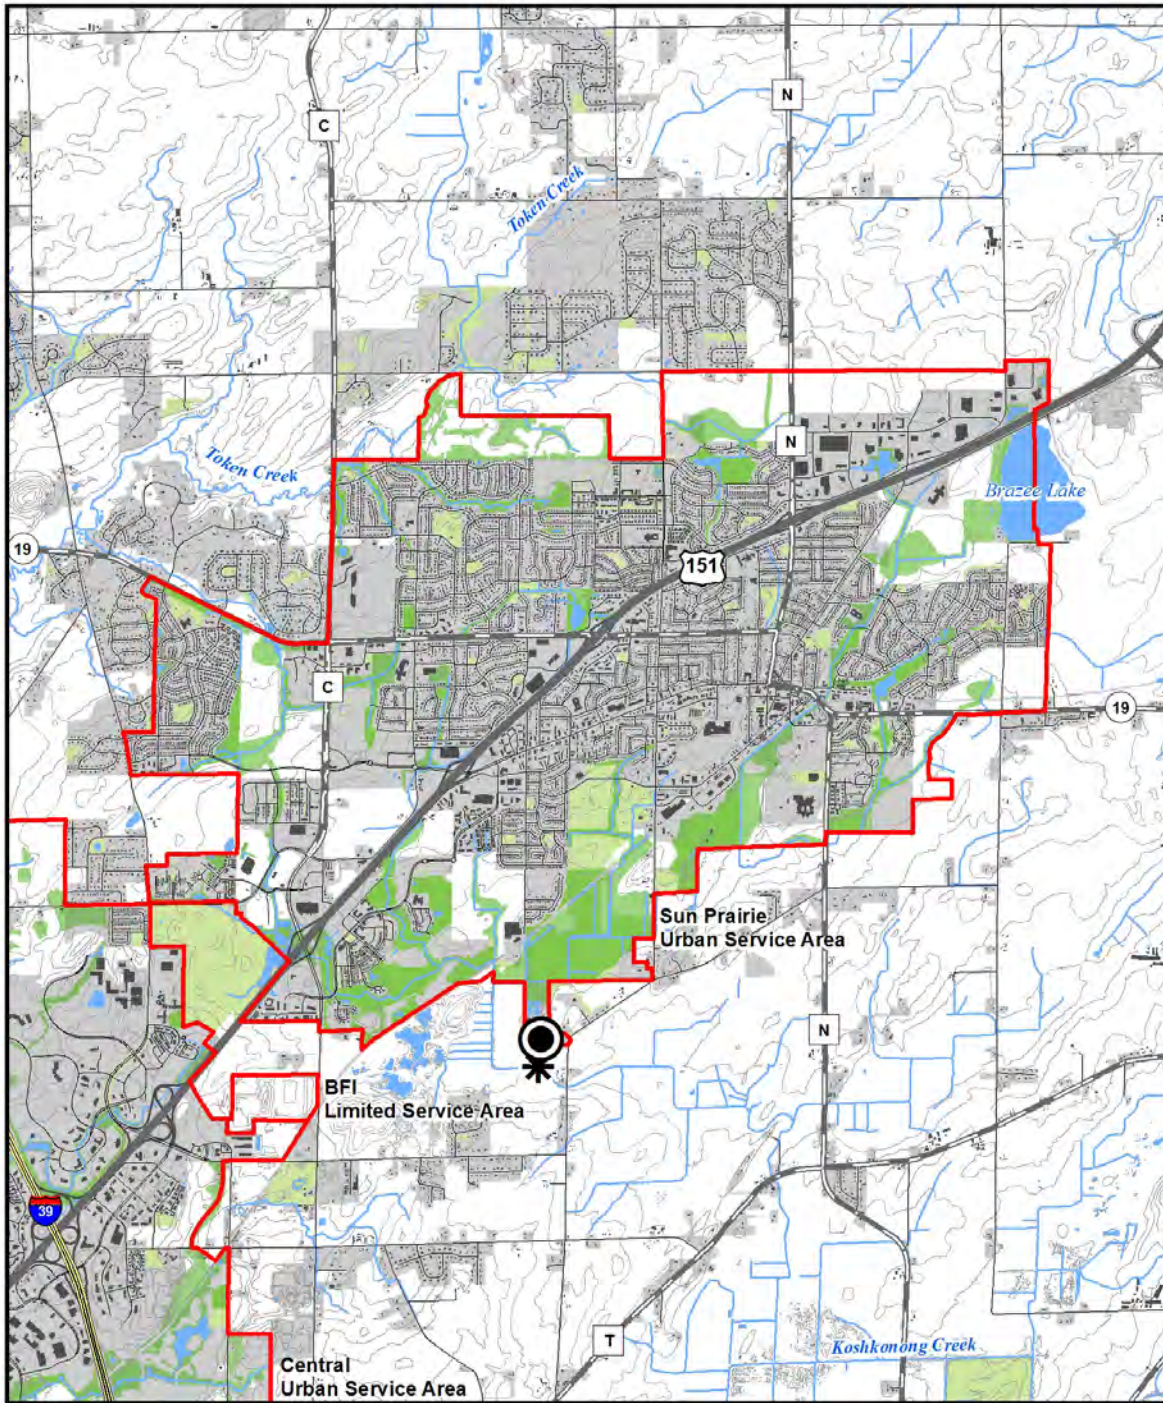 N
C
Token Creek
N
Token Creek
Brazee Lake
19
151
C
19
Sun Prairie
Urban Service Area
N
BFI
Limited Service Area
39
T
Koshkonong Creek
Central
Urban Service Area